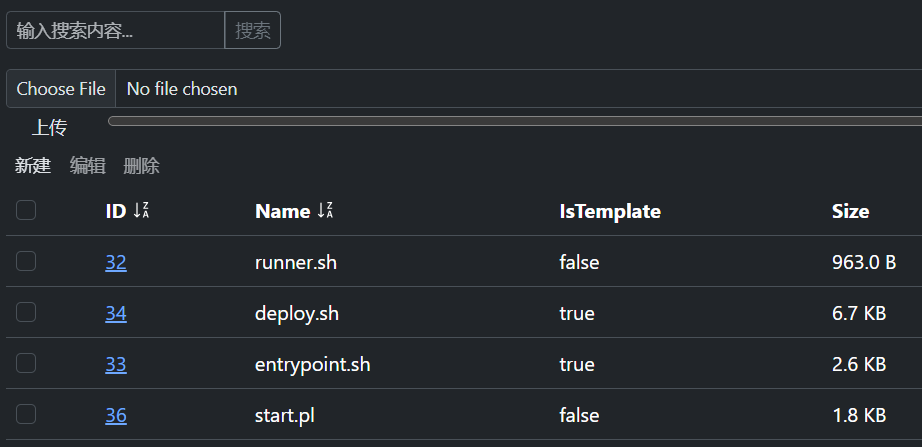 输入搜索内容... 搜索
Choose File No file chosen
上传
新建 编辑 删除
ID Name IsTemplate Size
32 runner.sh false 963.0 B
34 deploy.sh true 6.7 KB
33 entrypoint.sh true 2.6 KB
36 start.pl false 1.8 KB